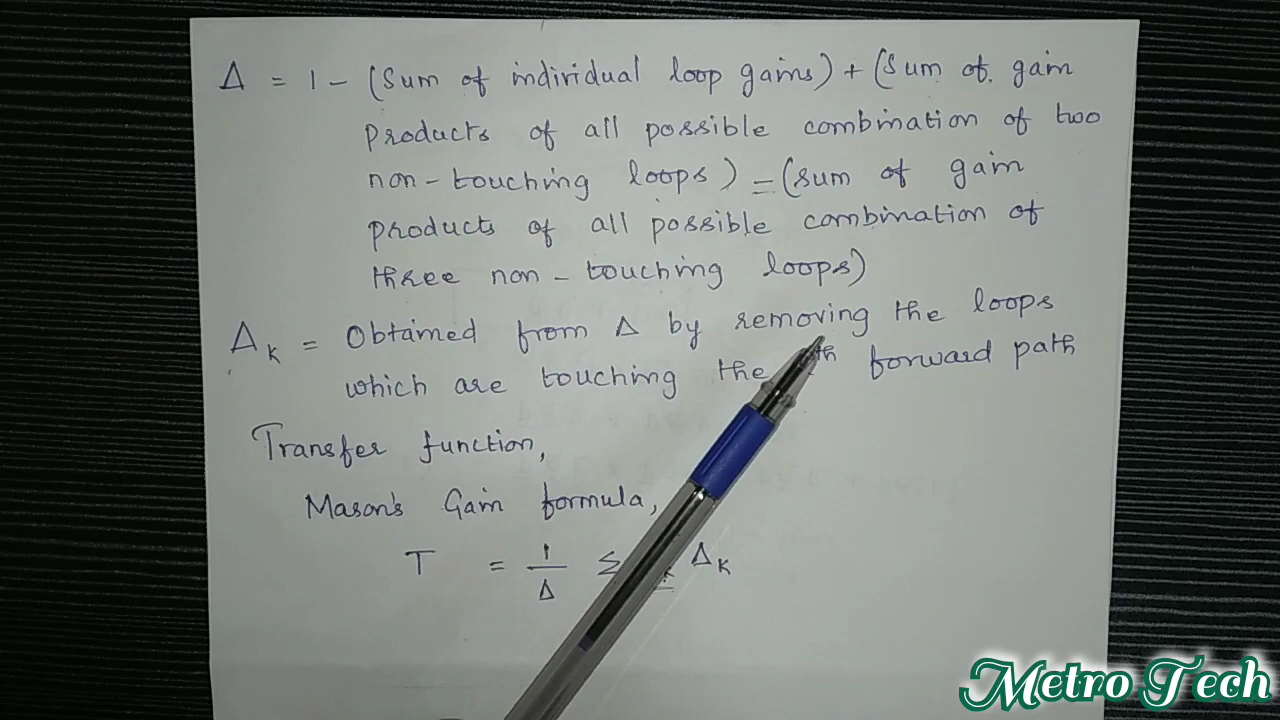 Δ = 1 - (Sum of individual loop gains) + (Sum of. gain
products of all possible combination of two
non-touching loops) - (sum of gain
products of all possible combination of
three non-touching loops)
ΔK = Obtained from Δ by removing the loops
which are touching the th forward path
Transfer function,
Mason's Gain formula,
T = 1/Δ Σ ΔK
Metro Tech